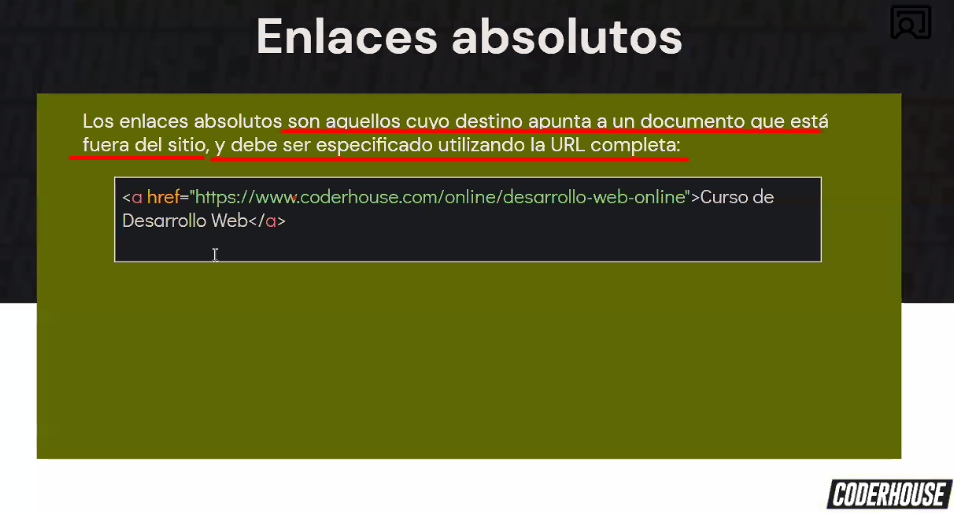 Enlaces absolutos
Los enlaces absolutos son aquellos cuyo destino apunta a un documento que está
fuera del sitio, y debe ser especificado utilizando la URL completa:
<a href="https://www.coderhouse.com/online/desarrollo-web-online">Curso de
Desarrollo Web</a>
CODERHOUSE